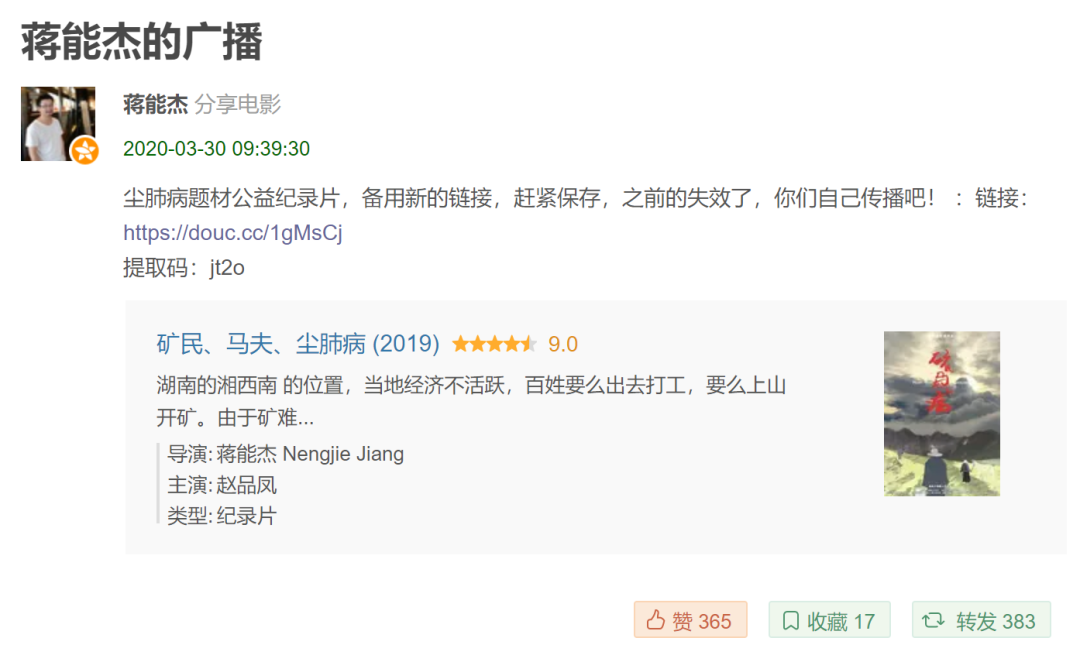 蒋能杰的广播
蒋能杰 分享电影
2020-03-30 09:39:30
尘肺病题材公益纪录片，备用新的链接，赶紧保存，之前的失效了，你们自己传播吧！ ：链接：
https://douc.cc/1gMsCj
提取码：jt2o
矿民、马夫、尘肺病 (2019) 9.0
湖南的湘西南 的位置，当地经济不活跃，百姓要么出去打工，要么上山
开矿。由于矿难...
导演: 蒋能杰 Nengjie Jiang
主演: 赵品凤
类型: 纪录片
矿
马
病
赞 365 收藏 17 转发 383